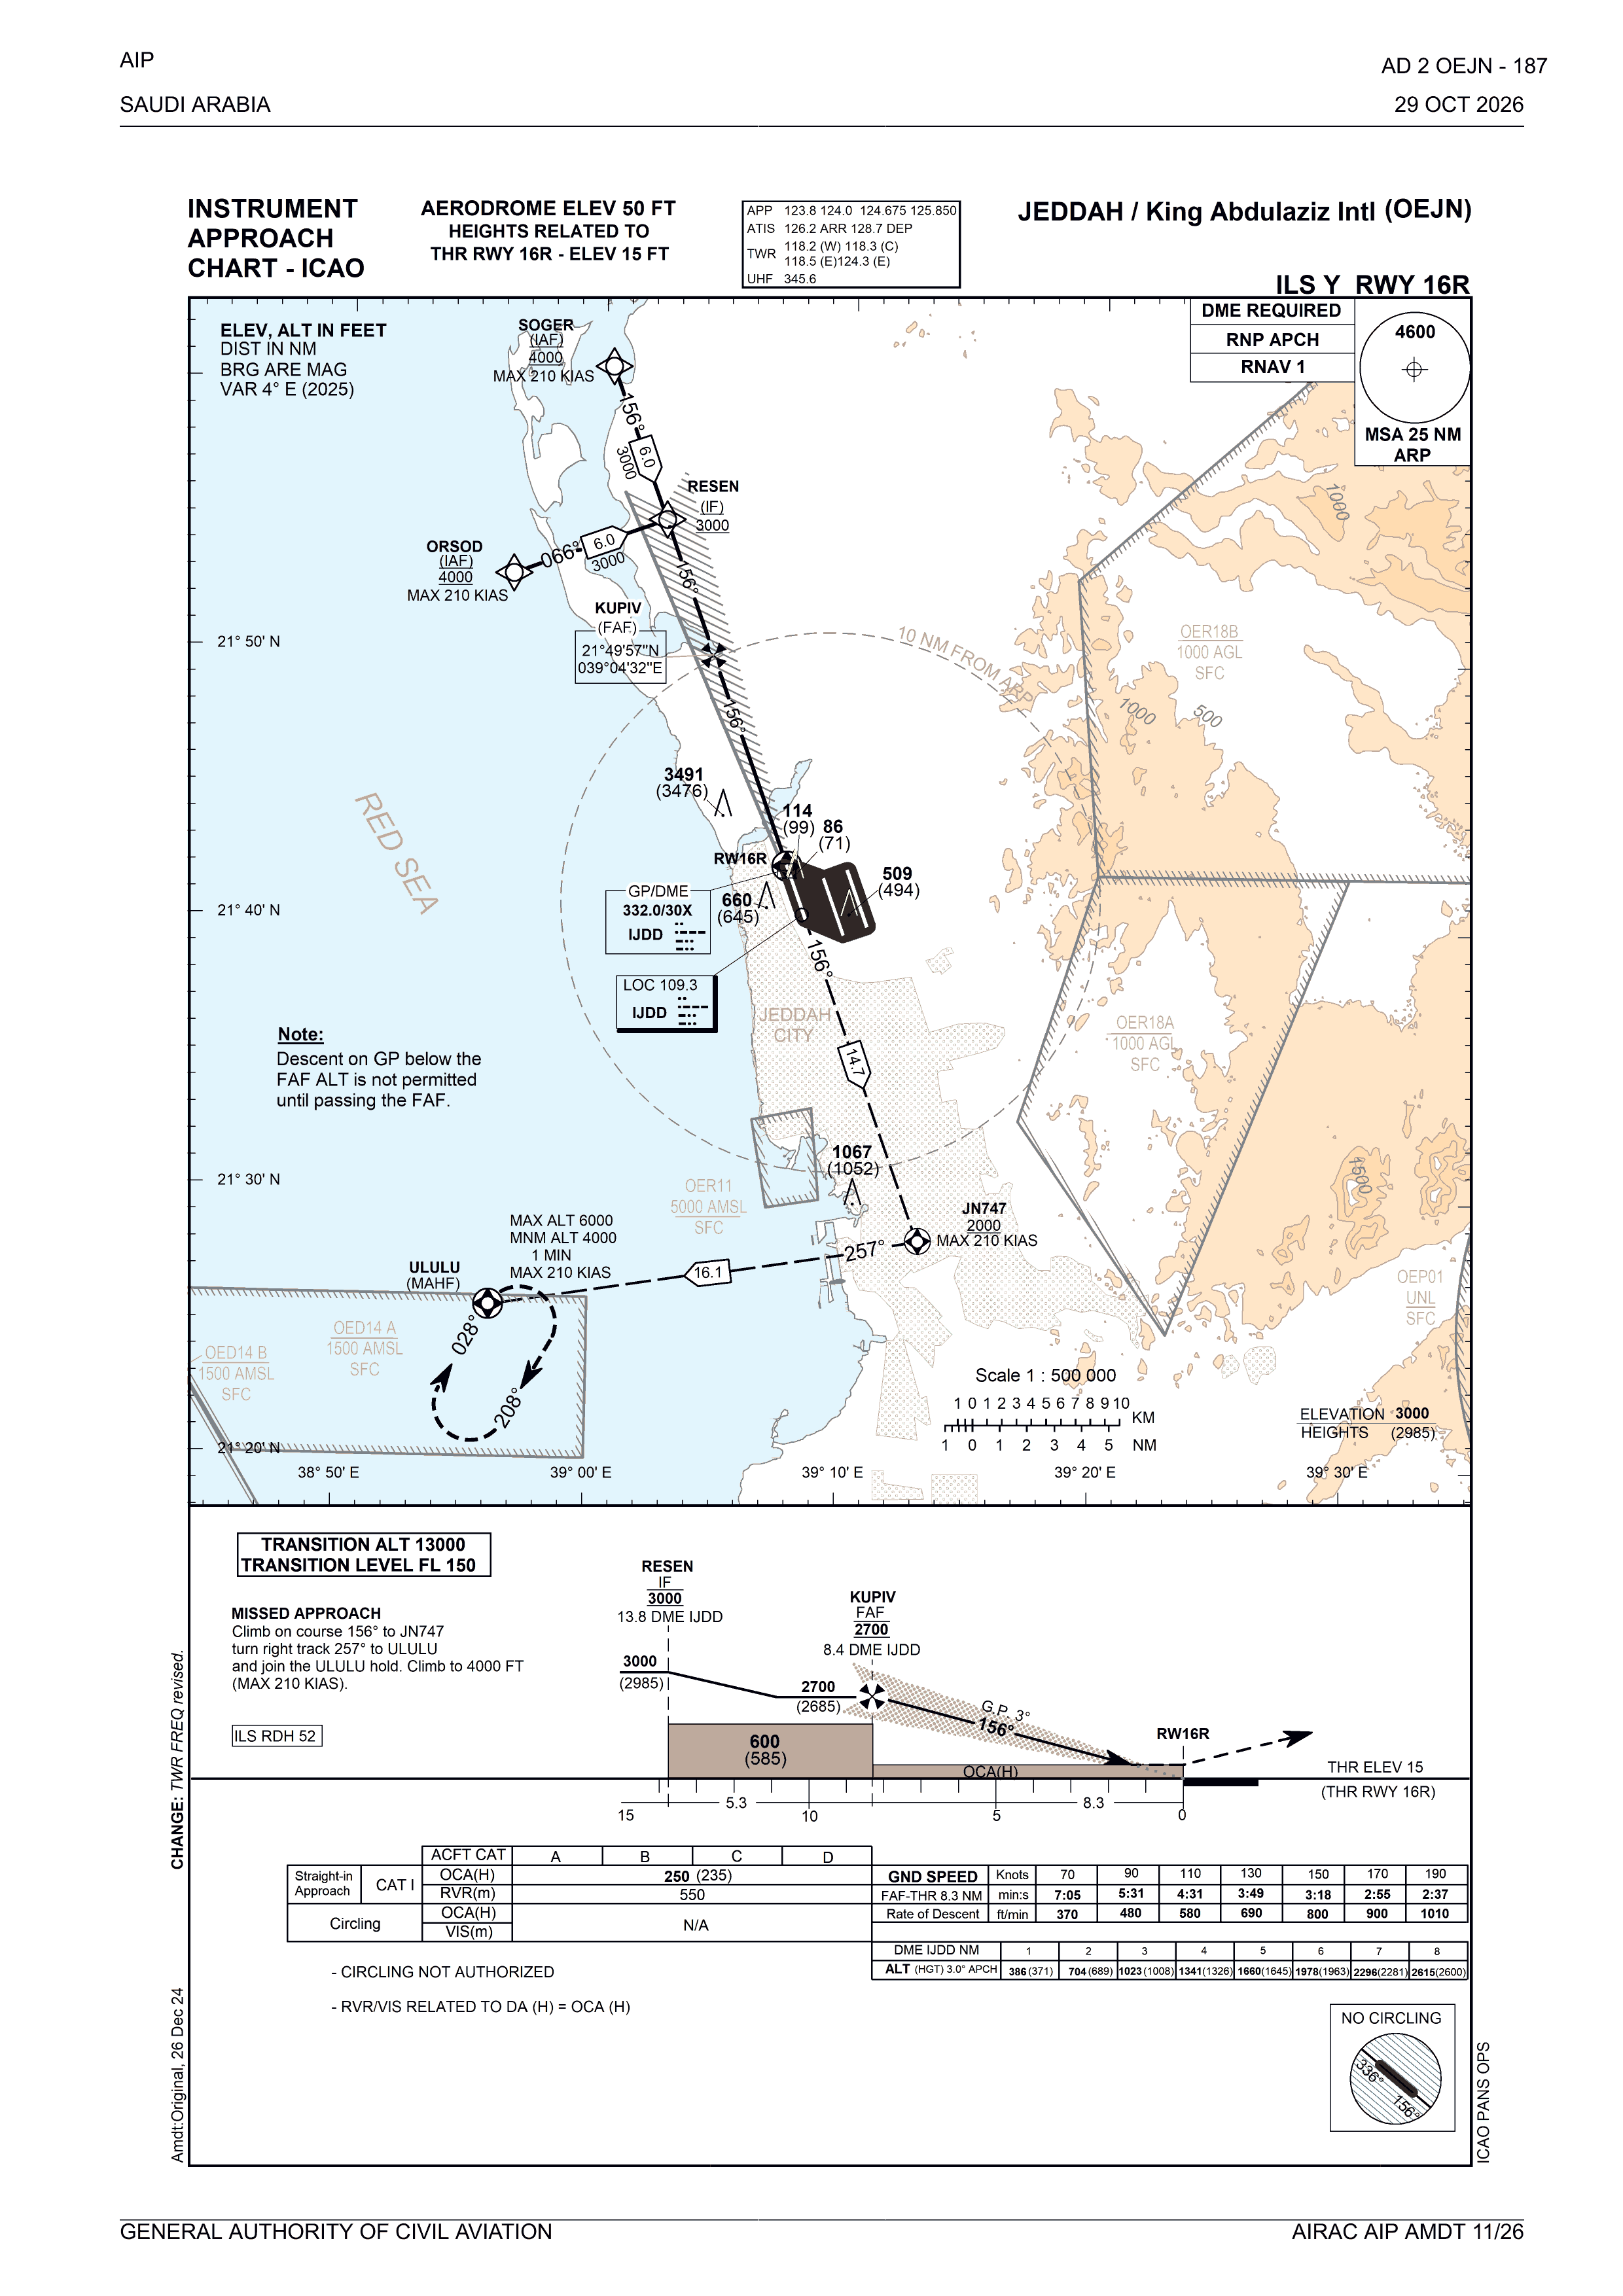 AIP
AD 2 OEJN - 187
SAUDI ARABIA
29 OCT 2026
INSTRUMENT
APPROACH
CHART - ICAO
AERODROME ELEV 50 FT
HEIGHTS RELATED TO
THR RWY 16R - ELEV 15 FT
APP 123.8 124.0 124.675 125.850
ATIS 126.2 ARR 128.7 DEP
TWR 118.2 (W) 118.3 (C)
118.5 (E)124.3 (E)
UHF 345.6
JEDDAH / King Abdulaziz Intl (OEJN)
ILS Y RWY 16R
ELEV, ALT IN FEET
DIST IN NM
BRG ARE MAG
VAR 4° E (2025)
DME REQUIRED
RNP APCH
RNAV 1
4600
MSA 25 NM
ARP
SOGER
(IAF)
4000
MAX 210 KIAS
156°
6.0
3000
RESEN
(IF)
3000
ORSOD
(IAF)
4000
MAX 210 KIAS
066°
6.0
3000
156°
KUPIV
(FAF)
21°49'57"N
039°04'32"E
156°
10 NM FROM ARP
1000
OER18B
1000 AGL
SFC
1000
500
21° 50' N
RED SEA
3491
(3476)
114
(99)
86
(71)
RW16R
509
(494)
660
(645)
GP/DME
332.0/30X
IJDD
LOC 109.3
IJDD
21° 40' N
156°
JEDDAH
CITY
14.7
OER18A
1000 AGL
SFC
Note:
Descent on GP below the
FAF ALT is not permitted
until passing the FAF.
1067
(1052)
21° 30' N
OER11
5000 AMSL
SFC
1500
JN747
2000
MAX 210 KIAS
257°
16.1
MAX ALT 6000
MNM ALT 4000
1 MIN
MAX 210 KIAS
ULULU
(MAHF)
028°
208°
OED14 A
1500 AMSL
SFC
OED14 B
1500 AMSL
SFC
OEP01
UNL
SFC
Scale 1 : 500 000
1 0 1 2 3 4 5 6 7 8 9 10
KM
1 0 1 2 3 4 5 NM
ELEVATION 3000
HEIGHTS (2985)
21° 20' N
38° 50' E
39° 00' E
39° 10' E
39° 20' E
39° 30' E
TRANSITION ALT 13000
TRANSITION LEVEL FL 150
MISSED APPROACH
Climb on course 156° to JN747
turn right track 257° to ULULU
and join the ULULU hold. Climb to 4000 FT
(MAX 210 KIAS).
ILS RDH 52
RESEN
IF
3000
13.8 DME IJDD
KUPIV
FAF
2700
8.4 DME IJDD
3000
(2985)
2700
(2685)
G.P. 3°
156°
RW16R
600
(585)
OCA(H)
THR ELEV 15
(THR RWY 16R)
5.3
8.3
15 10 5 0
ACFT CAT A B C D
Straight-in
Approach
CAT I
OCA(H) 250 (235)
RVR(m) 550
Circling
OCA(H)
VIS(m)
N/A
GND SPEED Knots 70 90 110 130 150 170 190
FAF-THR 8.3 NM min:s 7:05 5:31 4:31 3:49 3:18 2:55 2:37
Rate of Descent ft/min 370 480 580 690 800 900 1010
DME IJDD NM 1 2 3 4 5 6 7 8
ALT (HGT) 3.0° APCH 386(371) 704(689) 1023(1008) 1341(1326) 1660(1645) 1978(1963) 2296(2281) 2615(2600)
- CIRCLING NOT AUTHORIZED
- RVR/VIS RELATED TO DA (H) = OCA (H)
NO CIRCLING
336°
156°
CHANGE: TWR FREQ revised.
Amdt:Original, 26 Dec 24
ICAO PANS OPS
GENERAL AUTHORITY OF CIVIL AVIATION
AIRAC AIP AMDT 11/26